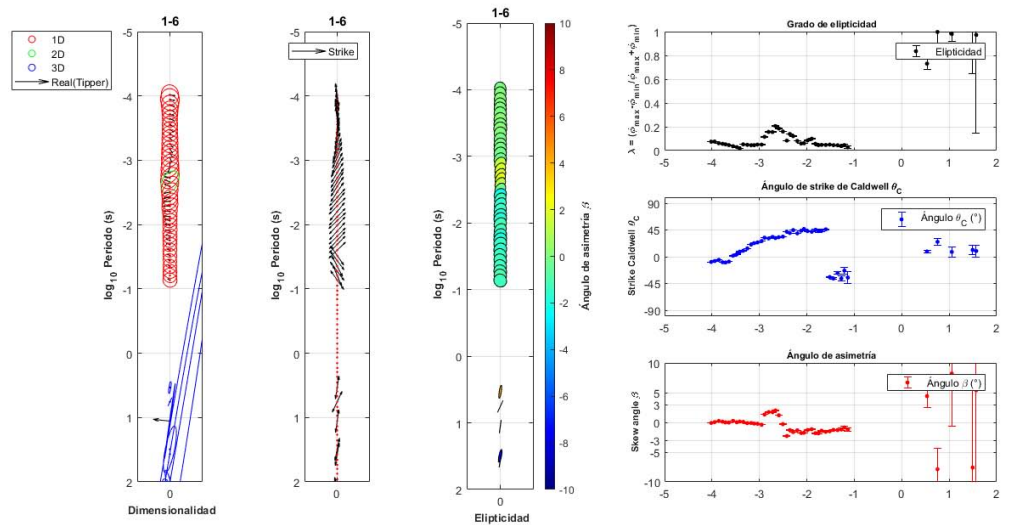 1-6
1D
2D
3D
Real(Tipper)
-5
-4
-3
-2
-1
0
1
2
log10 Periodo (s)
0
Dimensionalidad
1-6
Strike
-5
-4
-3
-2
-1
0
1
2
log10 Periodo (s)
0
1-6
-5
-4
-3
-2
-1
0
1
2
log10 Periodo (s)
0
Elipticidad
10
8
6
4
2
0
-2
-4
-6
-8
-10
Ángulo de asimetría β
Grado de elipticidad
Elipticidad
1
0.8
0.6
0.4
0.2
0
λ = (ϕmax-ϕmin/ϕmax+ϕmin)
-5 -4 -3 -2 -1 0 1 2
Ángulo de strike de Caldwell θC
Ángulo θC (°)
90
45
0
-45
-90
Strike Caldwell θC
-5 -4 -3 -2 -1 0 1 2
Ángulo de asimetría
Ángulo β (°)
10
5
3
0
-3
-5
-10
Skew angle β
-5 -4 -3 -2 -1 0 1 2